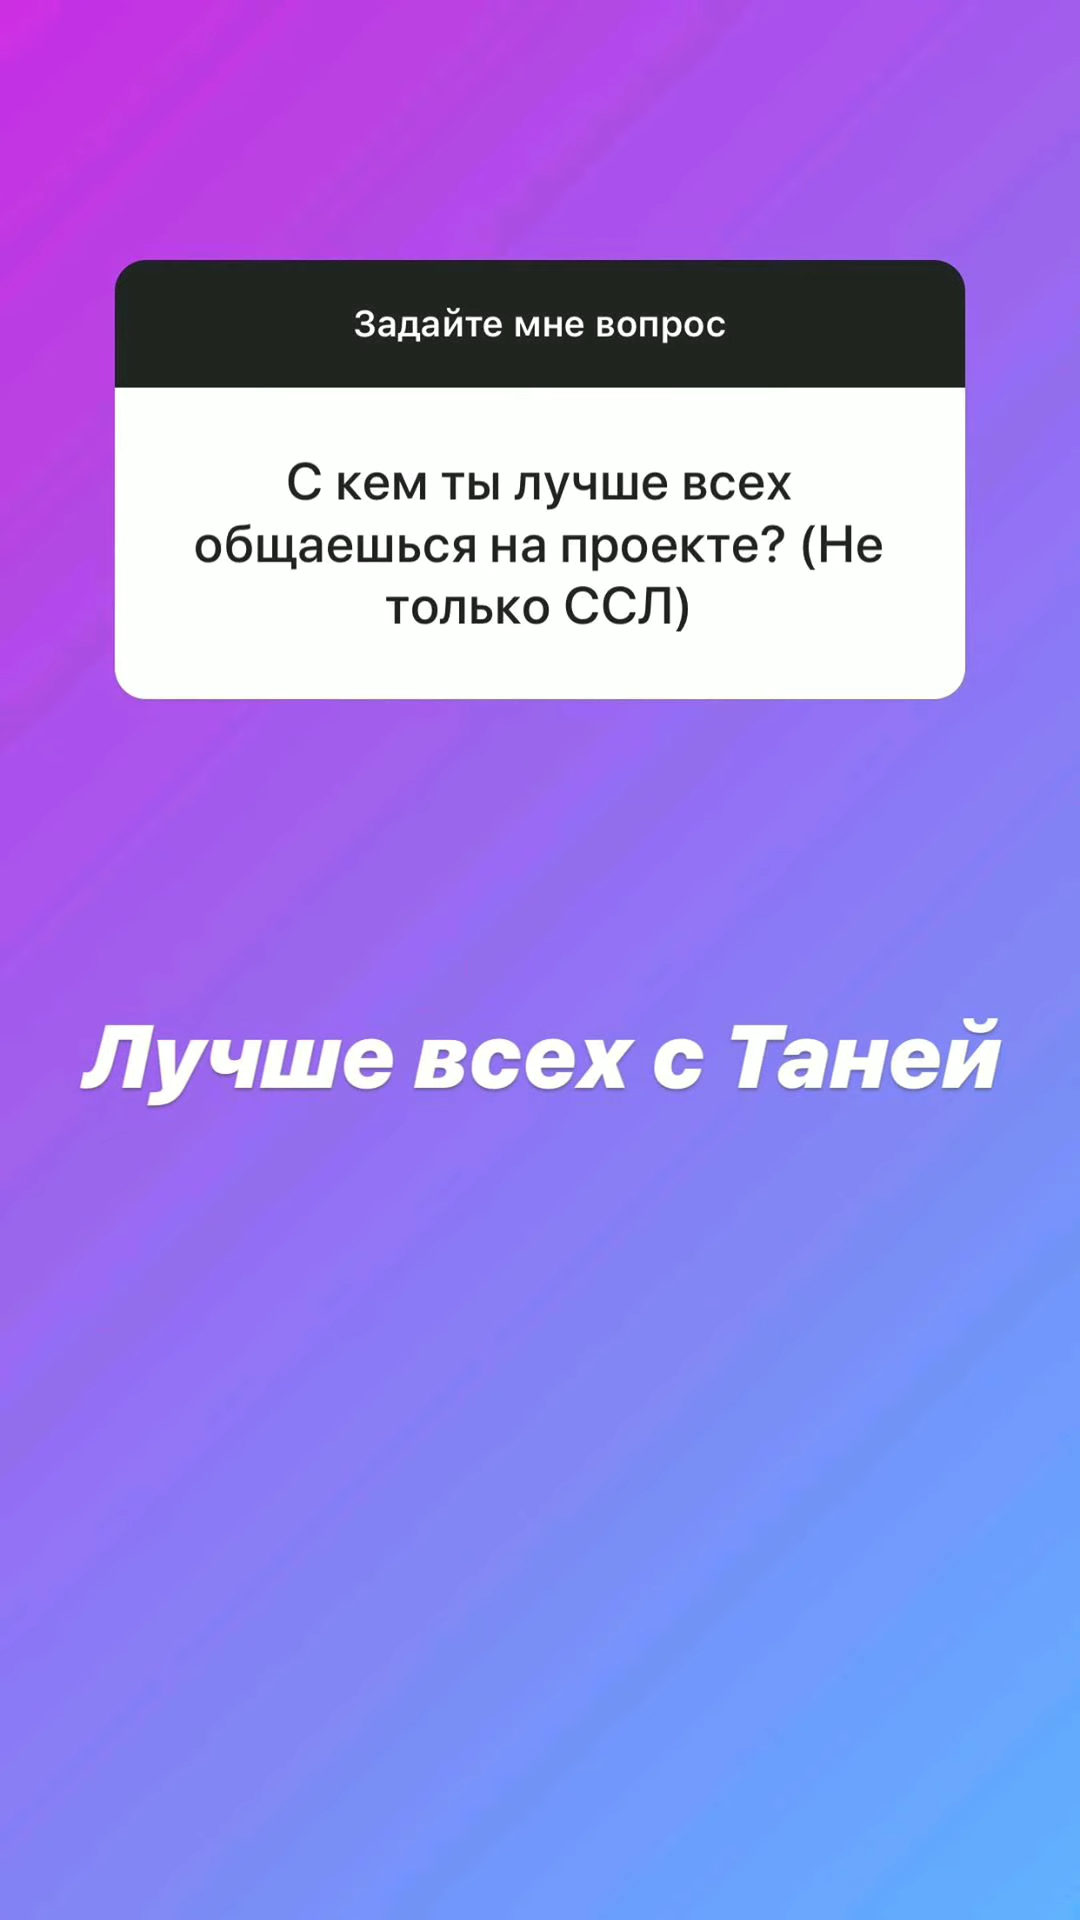 Задайте мне вопрос
С кем ты лучше всех
общаешься на проекте? (Не
только ССЛ)
Лучше всех с Таней